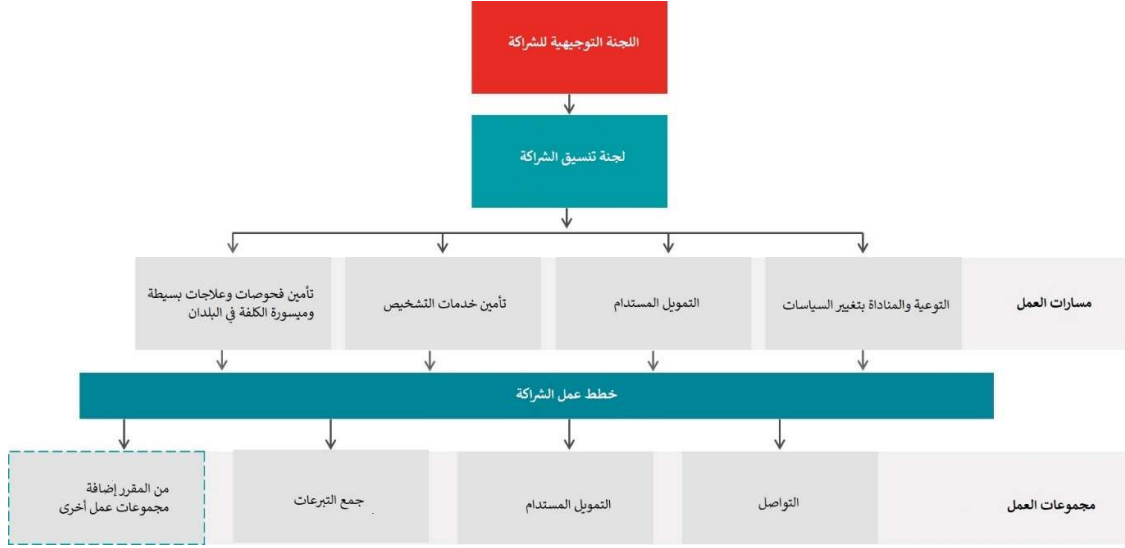 اللجنة التوجيهية للشراكة
لجنة تنسيق الشراكة
مسارات العمل
التوعية والمناداة بتغيير السياسات
التمويل المستدام
تأمين خدمات التشخيص
تأمين فحوصات وعلاجات بسيطة
وميسورة الكلفة في البلدان
خطط عمل الشراكة
مجموعات العمل
التواصل
التمويل المستدام
جمع التبرعات
من المقرر إضافة
مجموعات عمل أخرى